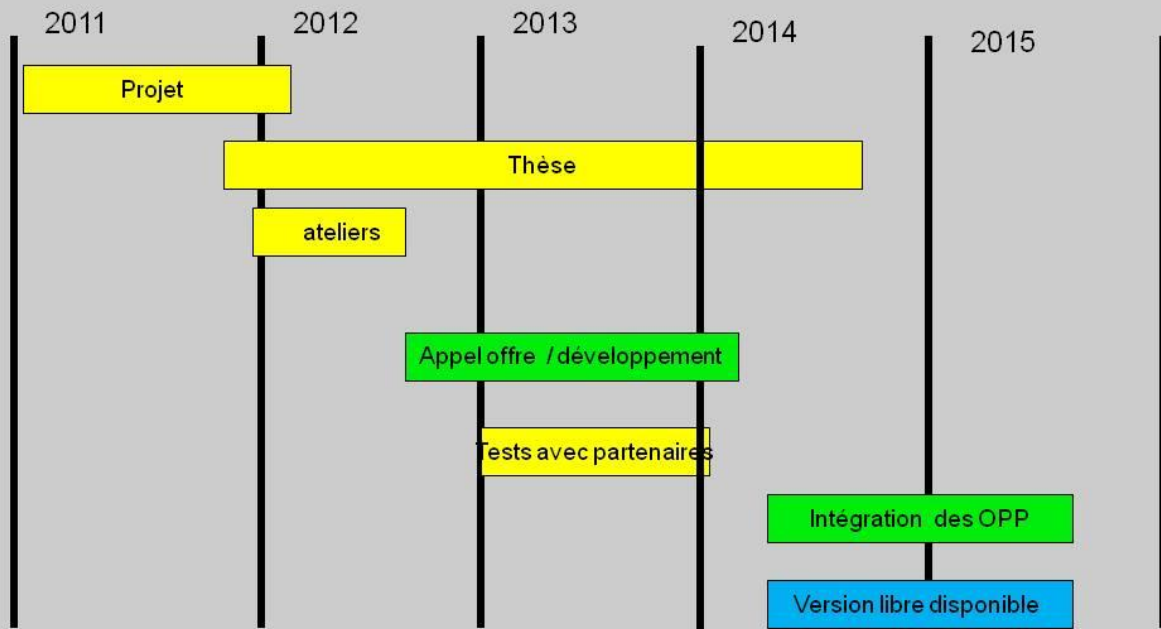 2011 2012 2013 2014 2015
Projet
Thèse
ateliers
Appel offre / développement
Tests avec partenaires
Intégration des OPP
Version libre disponible